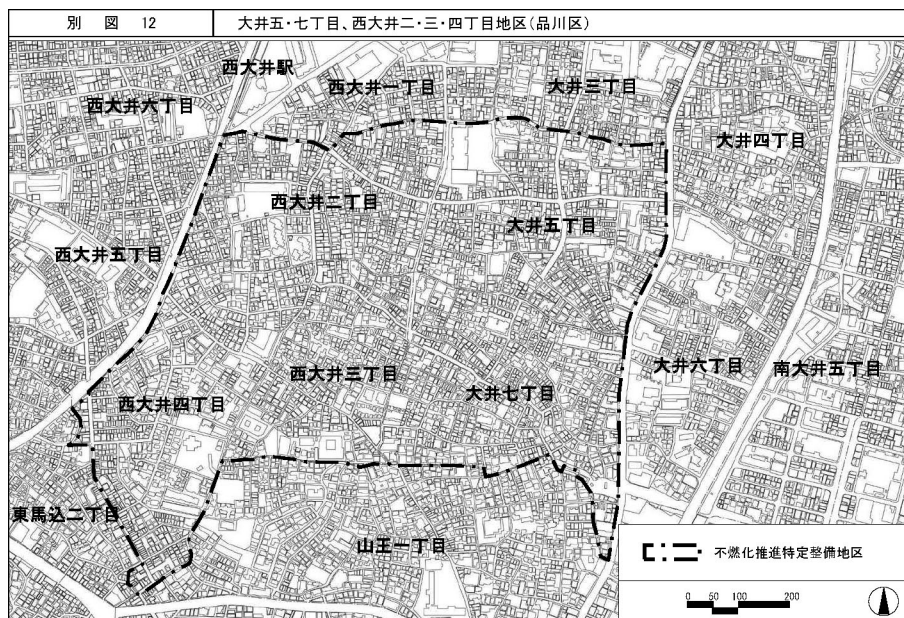 別　図　12
大井五・七丁目、西大井二・三・四丁目地区(品川区)
西大井駅
西大井一丁目
大井三丁目
西大井六丁目
大井四丁目
西大井二丁目
大井五丁目
西大井五丁目
大井六丁目
南大井五丁目
西大井三丁目
大井七丁目
西大井四丁目
東馬込二丁目
山王一丁目
不燃化推進特定整備地区
0 50 100 200